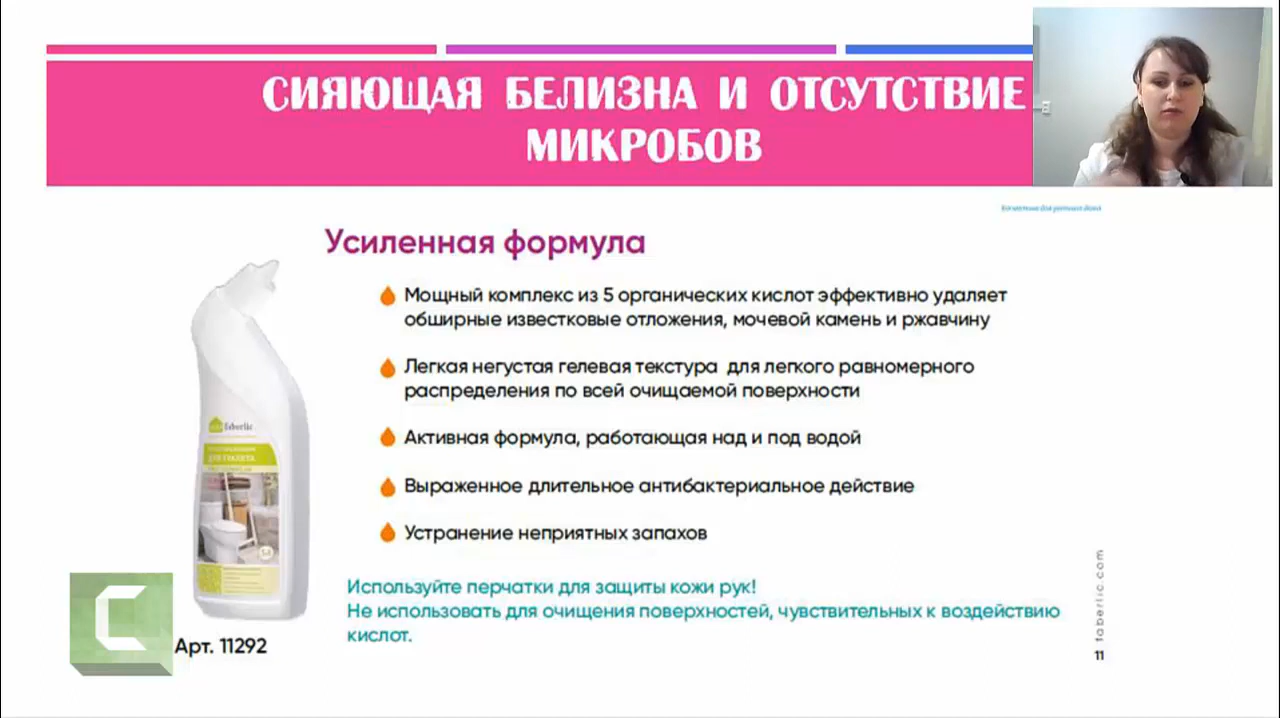 СИЯЮЩАЯ БЕЛИЗНА И ОТСУТСТВИЕ
МИКРОБОВ
Усиленная формула
Мощный комплекс из 5 органических кислот эффективно удаляет
обширные известковые отложения, мочевой камень и ржавчину
Легкая негустая гелевая текстура для легкого равномерного
распределения по всей очищаемой поверхности
Активная формула, работающая над и под водой
Выраженное длительное антибактериальное действие
Устранение неприятных запахов
Используйте перчатки для защиты кожи рук!
Не использовать для очищения поверхностей, чувствительных к воздействию
кислот.
faberlic
ДЛЯ ТУАЛЕТА
Арт. 11292
faberlic.com
11